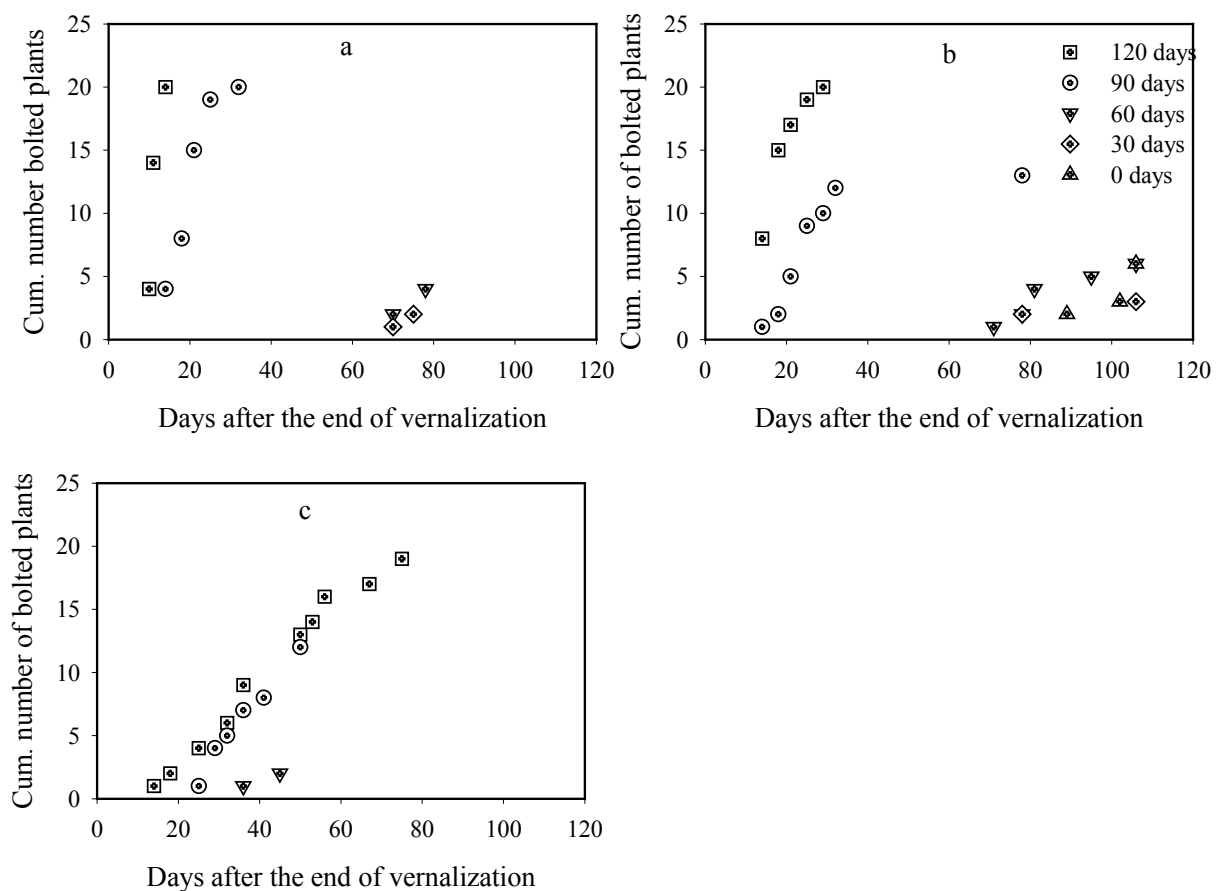 a
25
20
15
10
5
0
Cum. number bolted plants
0 20 40 60 80 100 120
Days after the end of vernalization
b
25
20
15
10
5
0
Cum. number of bolted plants
0 20 40 60 80 100 120
Days after the end of vernalization
120 days
90 days
60 days
30 days
0 days
c
25
20
15
10
5
0
Cum. number of bolted plants
0 20 40 60 80 100 120
Days after the end of vernalization